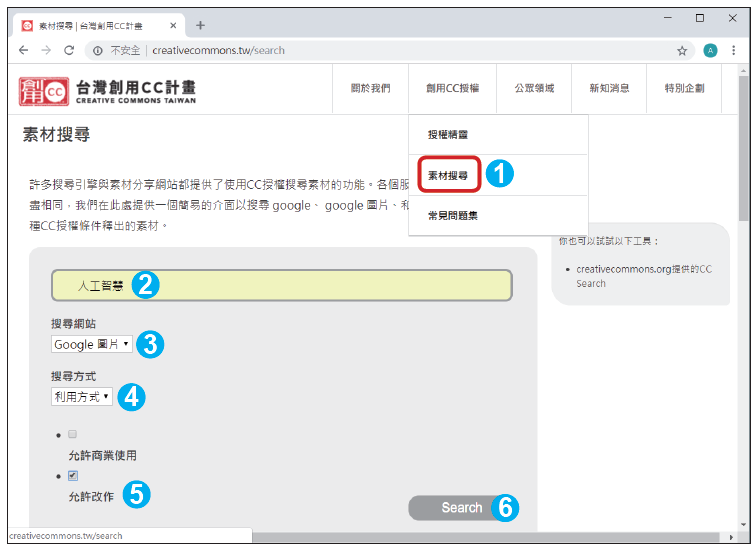 素材搜尋 | 台灣創用CC計畫
不安全 | creativecommons.tw/search
A
創用
cc
台灣創用CC計畫
CREATIVE COMMONS TAIWAN
關於我們
創用CC授權
公眾領域
新知消息
特別企劃
素材搜尋
授權精靈
素材搜尋
1
常見問題集
許多搜尋引擎與素材分享網站都提供了使用CC授權搜尋素材的功能。各個服
盡相同，我們在此處提供一個簡易的介面以搜尋 google、 google 圖片、和
種CC授權條件釋出的素材。
你也可以試試以下工具：
creativecommons.org提供的CC
Search
人工智慧
2
搜尋網站
Google 圖片
3
搜尋方式
利用方式
4
允許商業使用
允許改作
5
Search
6
creativecommons.tw/search